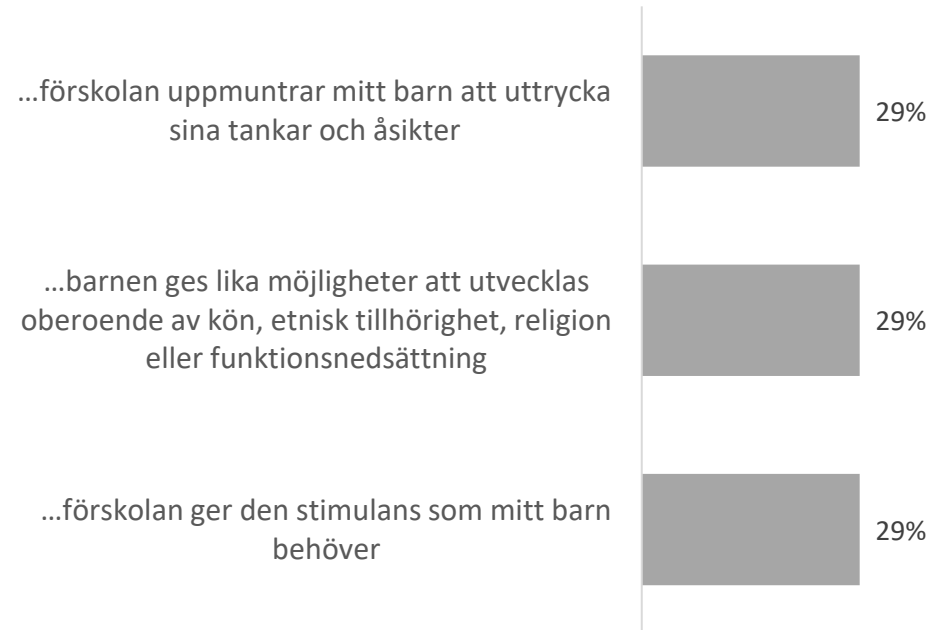 ...förskolan uppmuntrar mitt barn att uttrycka
sina tankar och åsikter
29%
...barnen ges lika möjligheter att utvecklas
oberoende av kön, etnisk tillhörighet, religion
eller funktionsnedsättning
29%
...förskolan ger den stimulans som mitt barn
behöver
29%